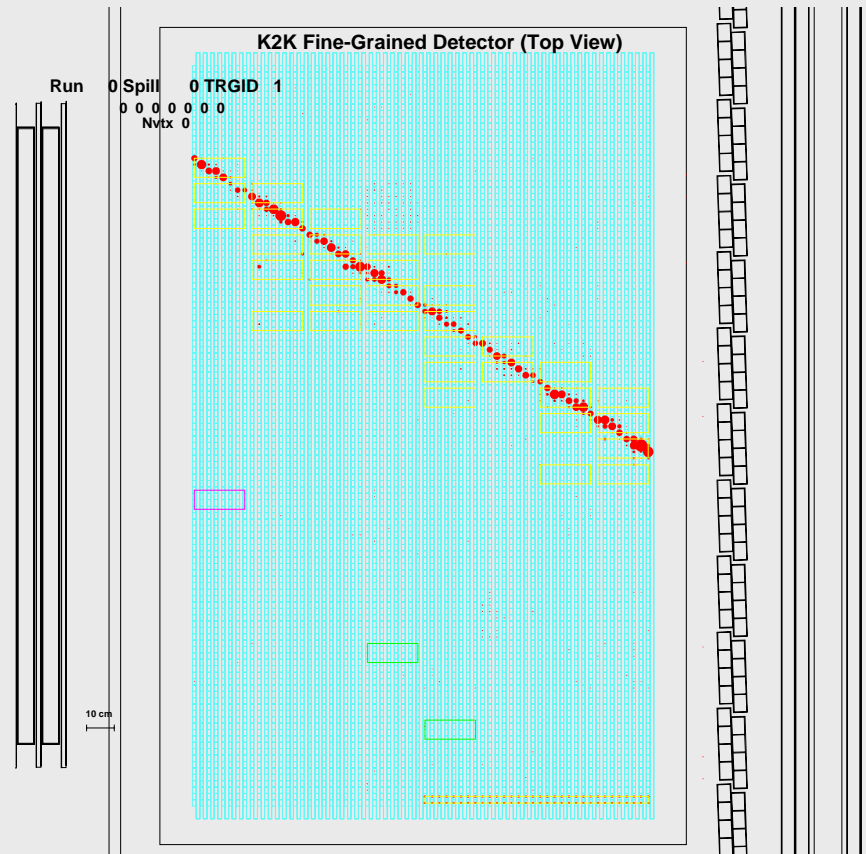 K2K Fine-Grained Detector (Top View)
Run 0 Spill 0 TRGID 1
0 0 0 0 0 0 0
Nvtx 0
10 cm